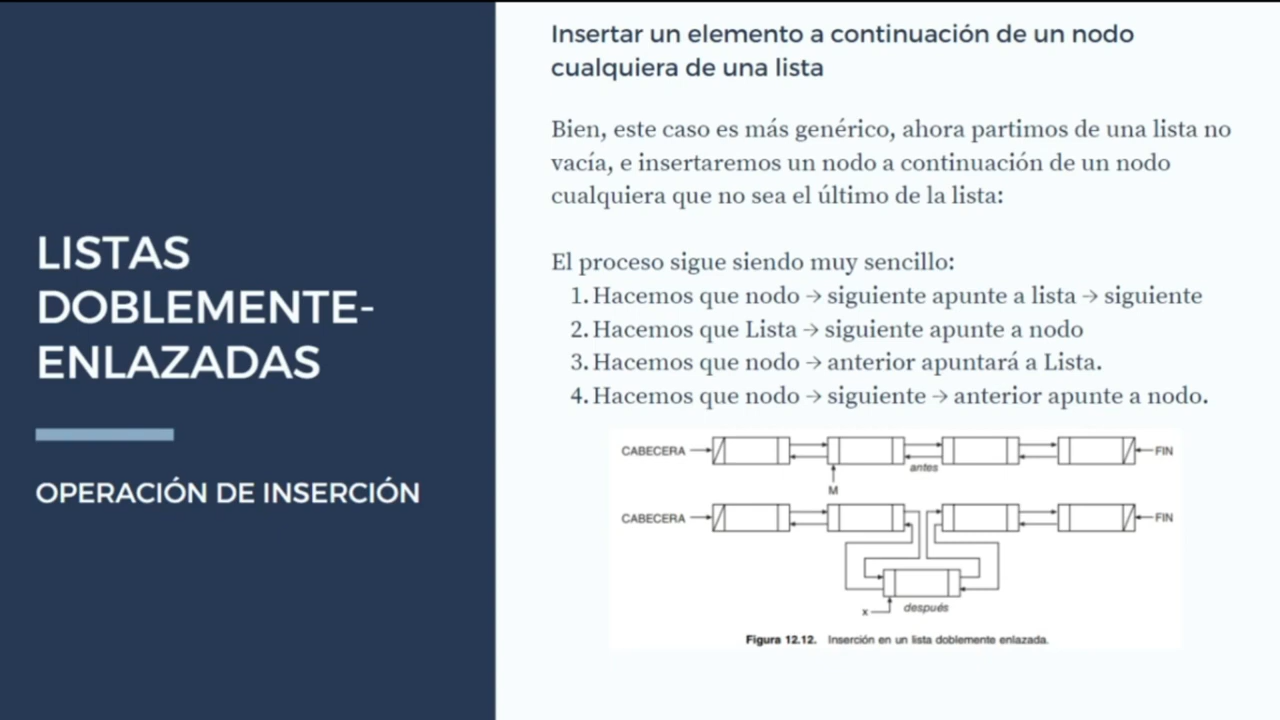 LISTAS
DOBLEMENTE-
ENLAZADAS
OPERACIÓN DE INSERCIÓN
Insertar un elemento a continuación de un nodo
cualquiera de una lista
Bien, este caso es más genérico, ahora partimos de una lista no
vacía, e insertaremos un nodo a continuación de un nodo
cualquiera que no sea el último de la lista:
El proceso sigue siendo muy sencillo:
1. Hacemos que nodo → siguiente apunte a lista → siguiente
2. Hacemos que Lista → siguiente apunte a nodo
3. Hacemos que nodo → anterior apuntará a Lista.
4. Hacemos que nodo → siguiente → anterior apunte a nodo.
CABECERA
FIN
antes
M
CABECERA
FIN
x
después
Figura 12.12. Inserción en un lista doblemente enlazada.